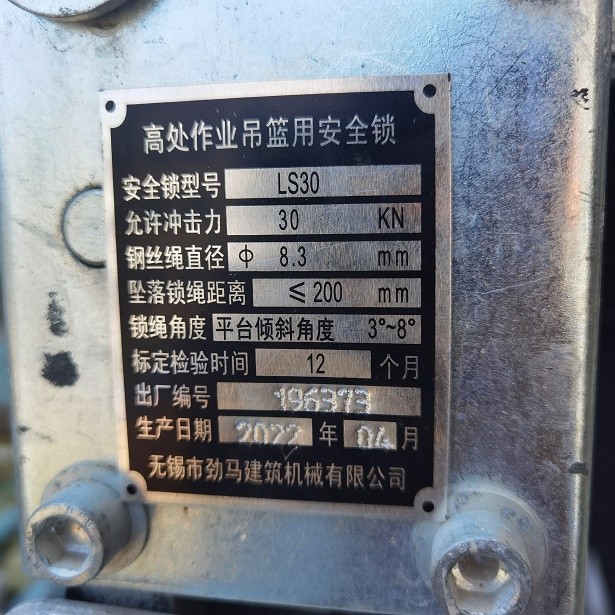 高处作业吊篮用安全锁
安全锁型号 LS30
允许冲击力 30 KN
钢丝绳直径 φ 8.3 mm
坠落锁绳距离 ≤200 mm
锁绳角度 平台倾斜角度 3°~8°
标定检验时间 12 个月
出厂编号 196373
生产日期 2022 年 04 月
无锡市劲马建筑机械有限公司